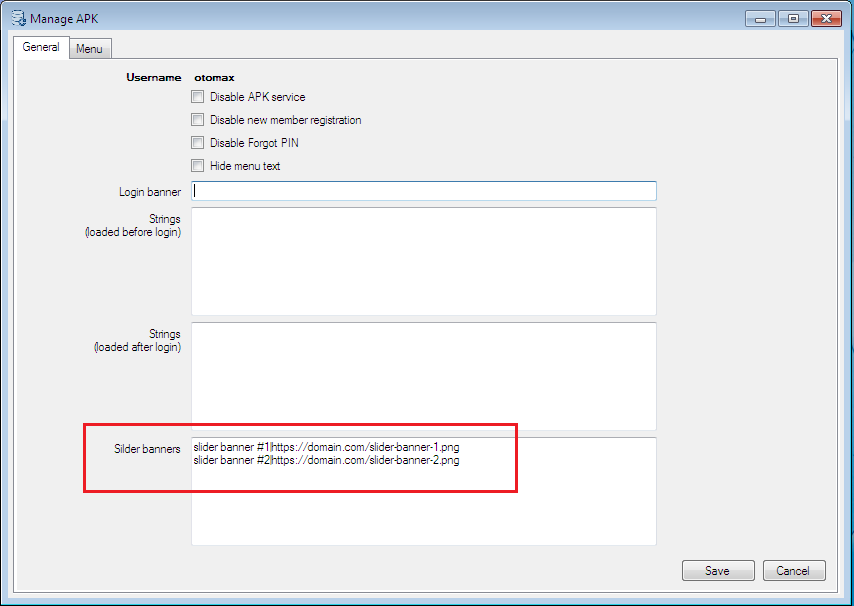 Manage APK
General
Menu
Username otomax
Disable APK service
Disable new member registration
Disable Forgot PIN
Hide menu text
Login banner
Strings
(loaded before login)
Strings
(loaded after login)
Silder banners
slider banner #1|https://domain.com/slider-banner-1.png
slider banner #2|https://domain.com/slider-banner-2.png
Save
Cancel